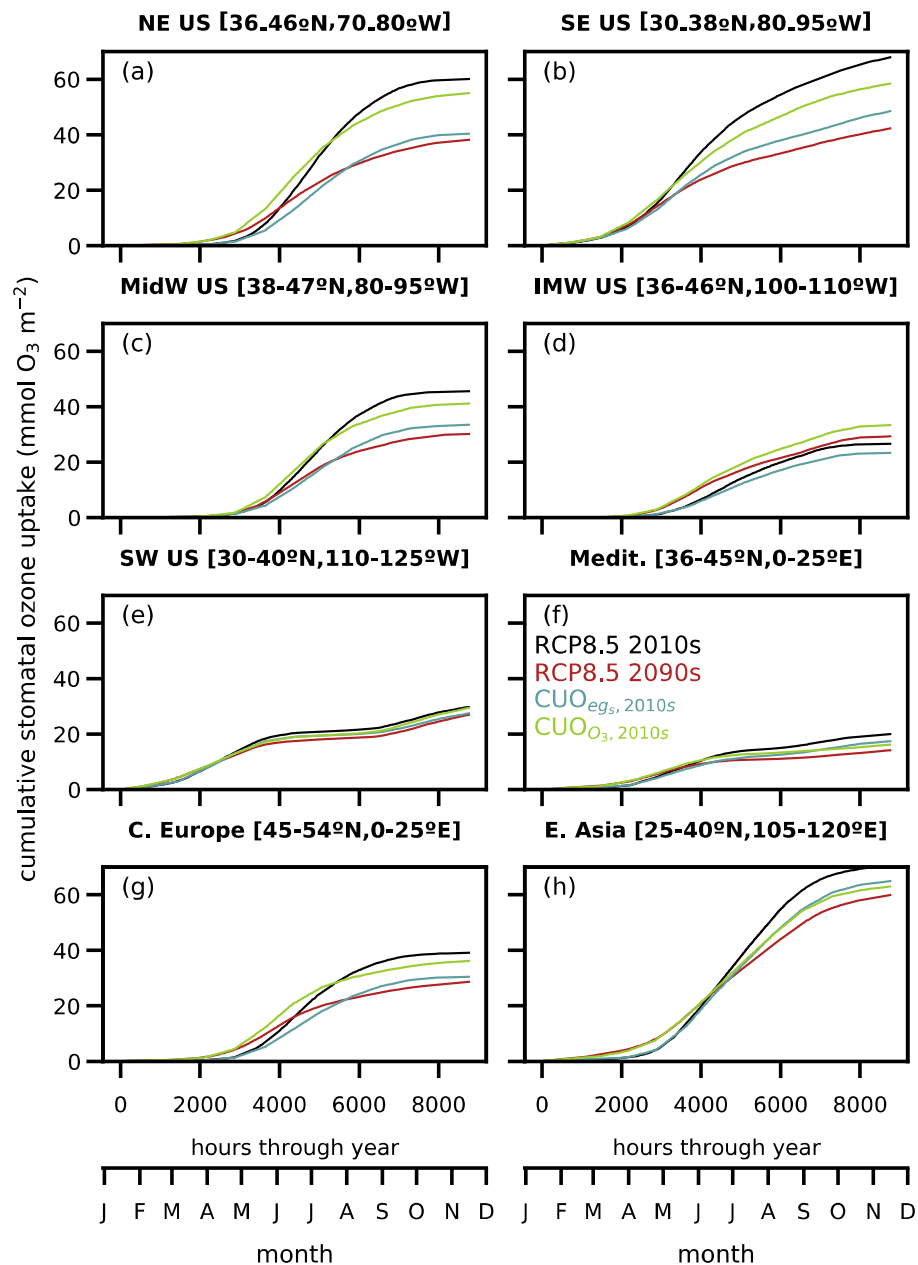 NE US [36-46ºN,70-80ºW]
SE US [30-38ºN,80-95ºW]
(a)
(b)
60
40
20
0
MidW US [38-47ºN,80-95ºW]
IMW US [36-46ºN,100-110ºW]
(c)
(d)
60
40
20
0
cumulative stomatal ozone uptake (mmol O₃ m⁻²)
SW US [30-40ºN,110-125ºW]
Medit. [36-45ºN,0-25ºE]
(e)
(f)
60
40
20
0
RCP8.5 2010s
RCP8.5 2090s
CUO_{eg_s, 2010s}
CUO_{O_3, 2010s}
C. Europe [45-54ºN,0-25ºE]
E. Asia [25-40ºN,105-120ºE]
(g)
(h)
60
40
20
0
0 2000 4000 6000 8000
0 2000 4000 6000 8000
hours through year
hours through year
J F M A M J J A S O N D
J F M A M J J A S O N D
month
month